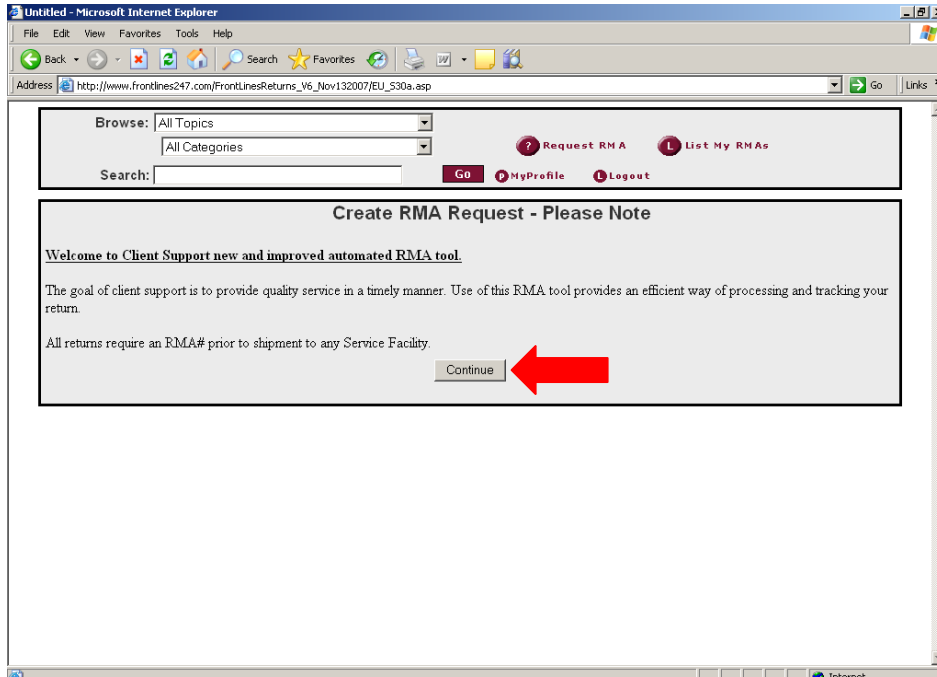 Untitled - Microsoft Internet Explorer
File Edit View Favorites Tools Help
Back Search Favorites
Address http://www.frontlines247.com/FrontLinesReturns_V6_Nov132007/EU_S30a.asp Go Links
Browse: All Topics
All Categories ? Request RMA L List My RMAs
Search: Go P MyProfile L Logout
Create RMA Request - Please Note
Welcome to Client Support new and improved automated RMA tool.
The goal of client support is to provide quality service in a timely manner. Use of this RMA tool provides an efficient way of processing and tracking your
return.
All returns require an RMA# prior to shipment to any Service Facility.
Continue
Internet